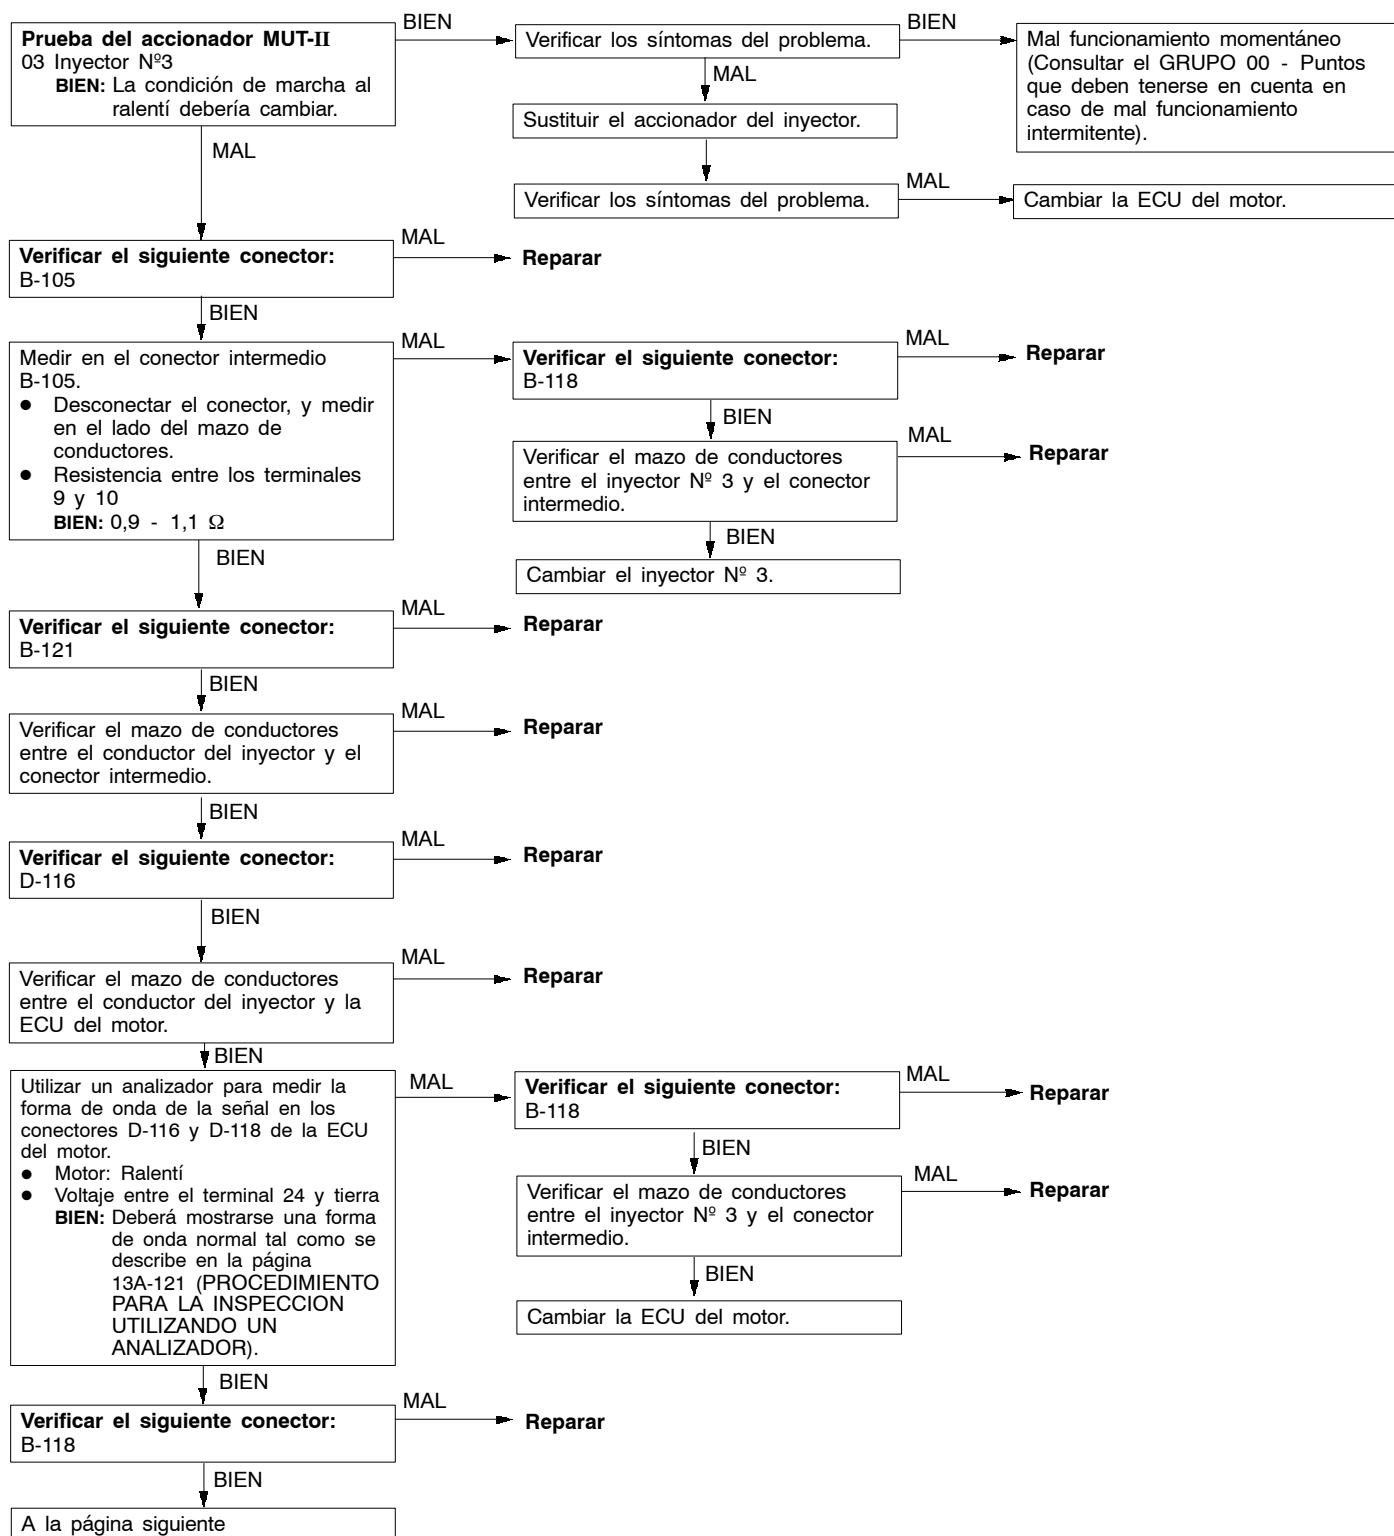 Prueba del accionador MUT-II
03 Inyector Nº3
BIEN: La condición de marcha al
ralentí debería cambiar.
BIEN
Verificar los síntomas del problema.
BIEN
Mal funcionamiento momentáneo
(Consultar el GRUPO 00 - Puntos
que deben tenerse en cuenta en
caso de mal funcionamiento
intermitente).
MAL
Sustituir el accionador del inyector.
MAL
Verificar los síntomas del problema.
MAL
Cambiar la ECU del motor.
Verificar el siguiente conector:
B-105
MAL
Reparar
BIEN
Medir en el conector intermedio
B-105.
● Desconectar el conector, y medir
en el lado del mazo de
conductores.
● Resistencia entre los terminales
9 y 10
BIEN: 0,9 - 1,1 Ω
MAL
Verificar el siguiente conector:
B-118
MAL
Reparar
BIEN
Verificar el mazo de conductores
entre el inyector Nº 3 y el conector
intermedio.
MAL
Reparar
BIEN
Cambiar el inyector Nº 3.
BIEN
Verificar el siguiente conector:
B-121
MAL
Reparar
BIEN
Verificar el mazo de conductores
entre el conductor del inyector y el
conector intermedio.
MAL
Reparar
BIEN
Verificar el siguiente conector:
D-116
MAL
Reparar
BIEN
Verificar el mazo de conductores
entre el conductor del inyector y la
ECU del motor.
MAL
Reparar
BIEN
Utilizar un analizador para medir la
forma de onda de la señal en los
conectores D-116 y D-118 de la ECU
del motor.
● Motor: Ralentí
● Voltaje entre el terminal 24 y tierra
BIEN: Deberá mostrarse una forma
de onda normal tal como se
describe en la página
13A-121 (PROCEDIMIENTO
PARA LA INSPECCION
UTILIZANDO UN
ANALIZADOR).
MAL
Verificar el siguiente conector:
B-118
MAL
Reparar
BIEN
Verificar el mazo de conductores
entre el inyector Nº 3 y el conector
intermedio.
MAL
Reparar
BIEN
Cambiar la ECU del motor.
BIEN
Verificar el siguiente conector:
B-118
MAL
Reparar
BIEN
A la página siguiente